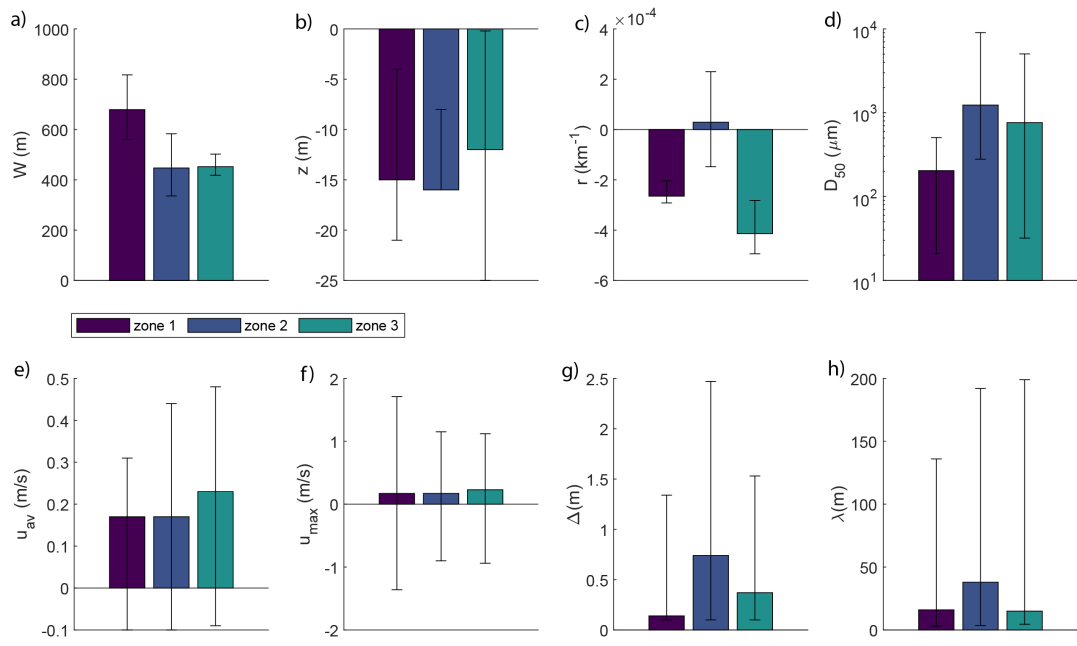 a)
W (m)
1000
800
600
400
200
0
b)
z (m)
0
-5
-10
-15
-20
-25
c)
×10⁻⁴
r (km⁻¹)
4
2
0
-2
-4
-6
d)
D₅₀ (μm)
10⁴
10³
10²
10¹
zone 1 zone 2 zone 3
e)
u_av (m/s)
0.5
0.4
0.3
0.2
0.1
0
-0.1
f)
u_max (m/s)
2
1
0
-1
-2
g)
Δ(m)
2.5
2
1.5
1
0.5
0
h)
λ(m)
200
150
100
50
0